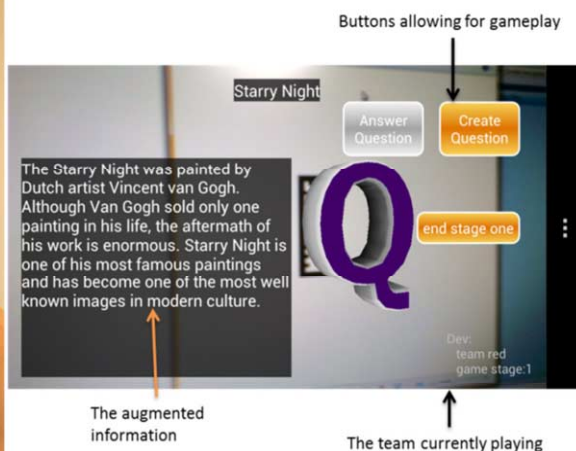 Buttons allowing for gameplay
Starry Night
Answer
Question
Create
Question
The Starry Night was painted by
Dutch artist Vincent van Gogh.
Although Van Gogh sold only one
painting in his life, the aftermath of
his work is enormous. Starry Night is
one of his most famous paintings
and has become one of the most well
known images in modern culture.
Q
end stage one
Dev:
team red
game stage:1
The augmented
information
The team currently playing